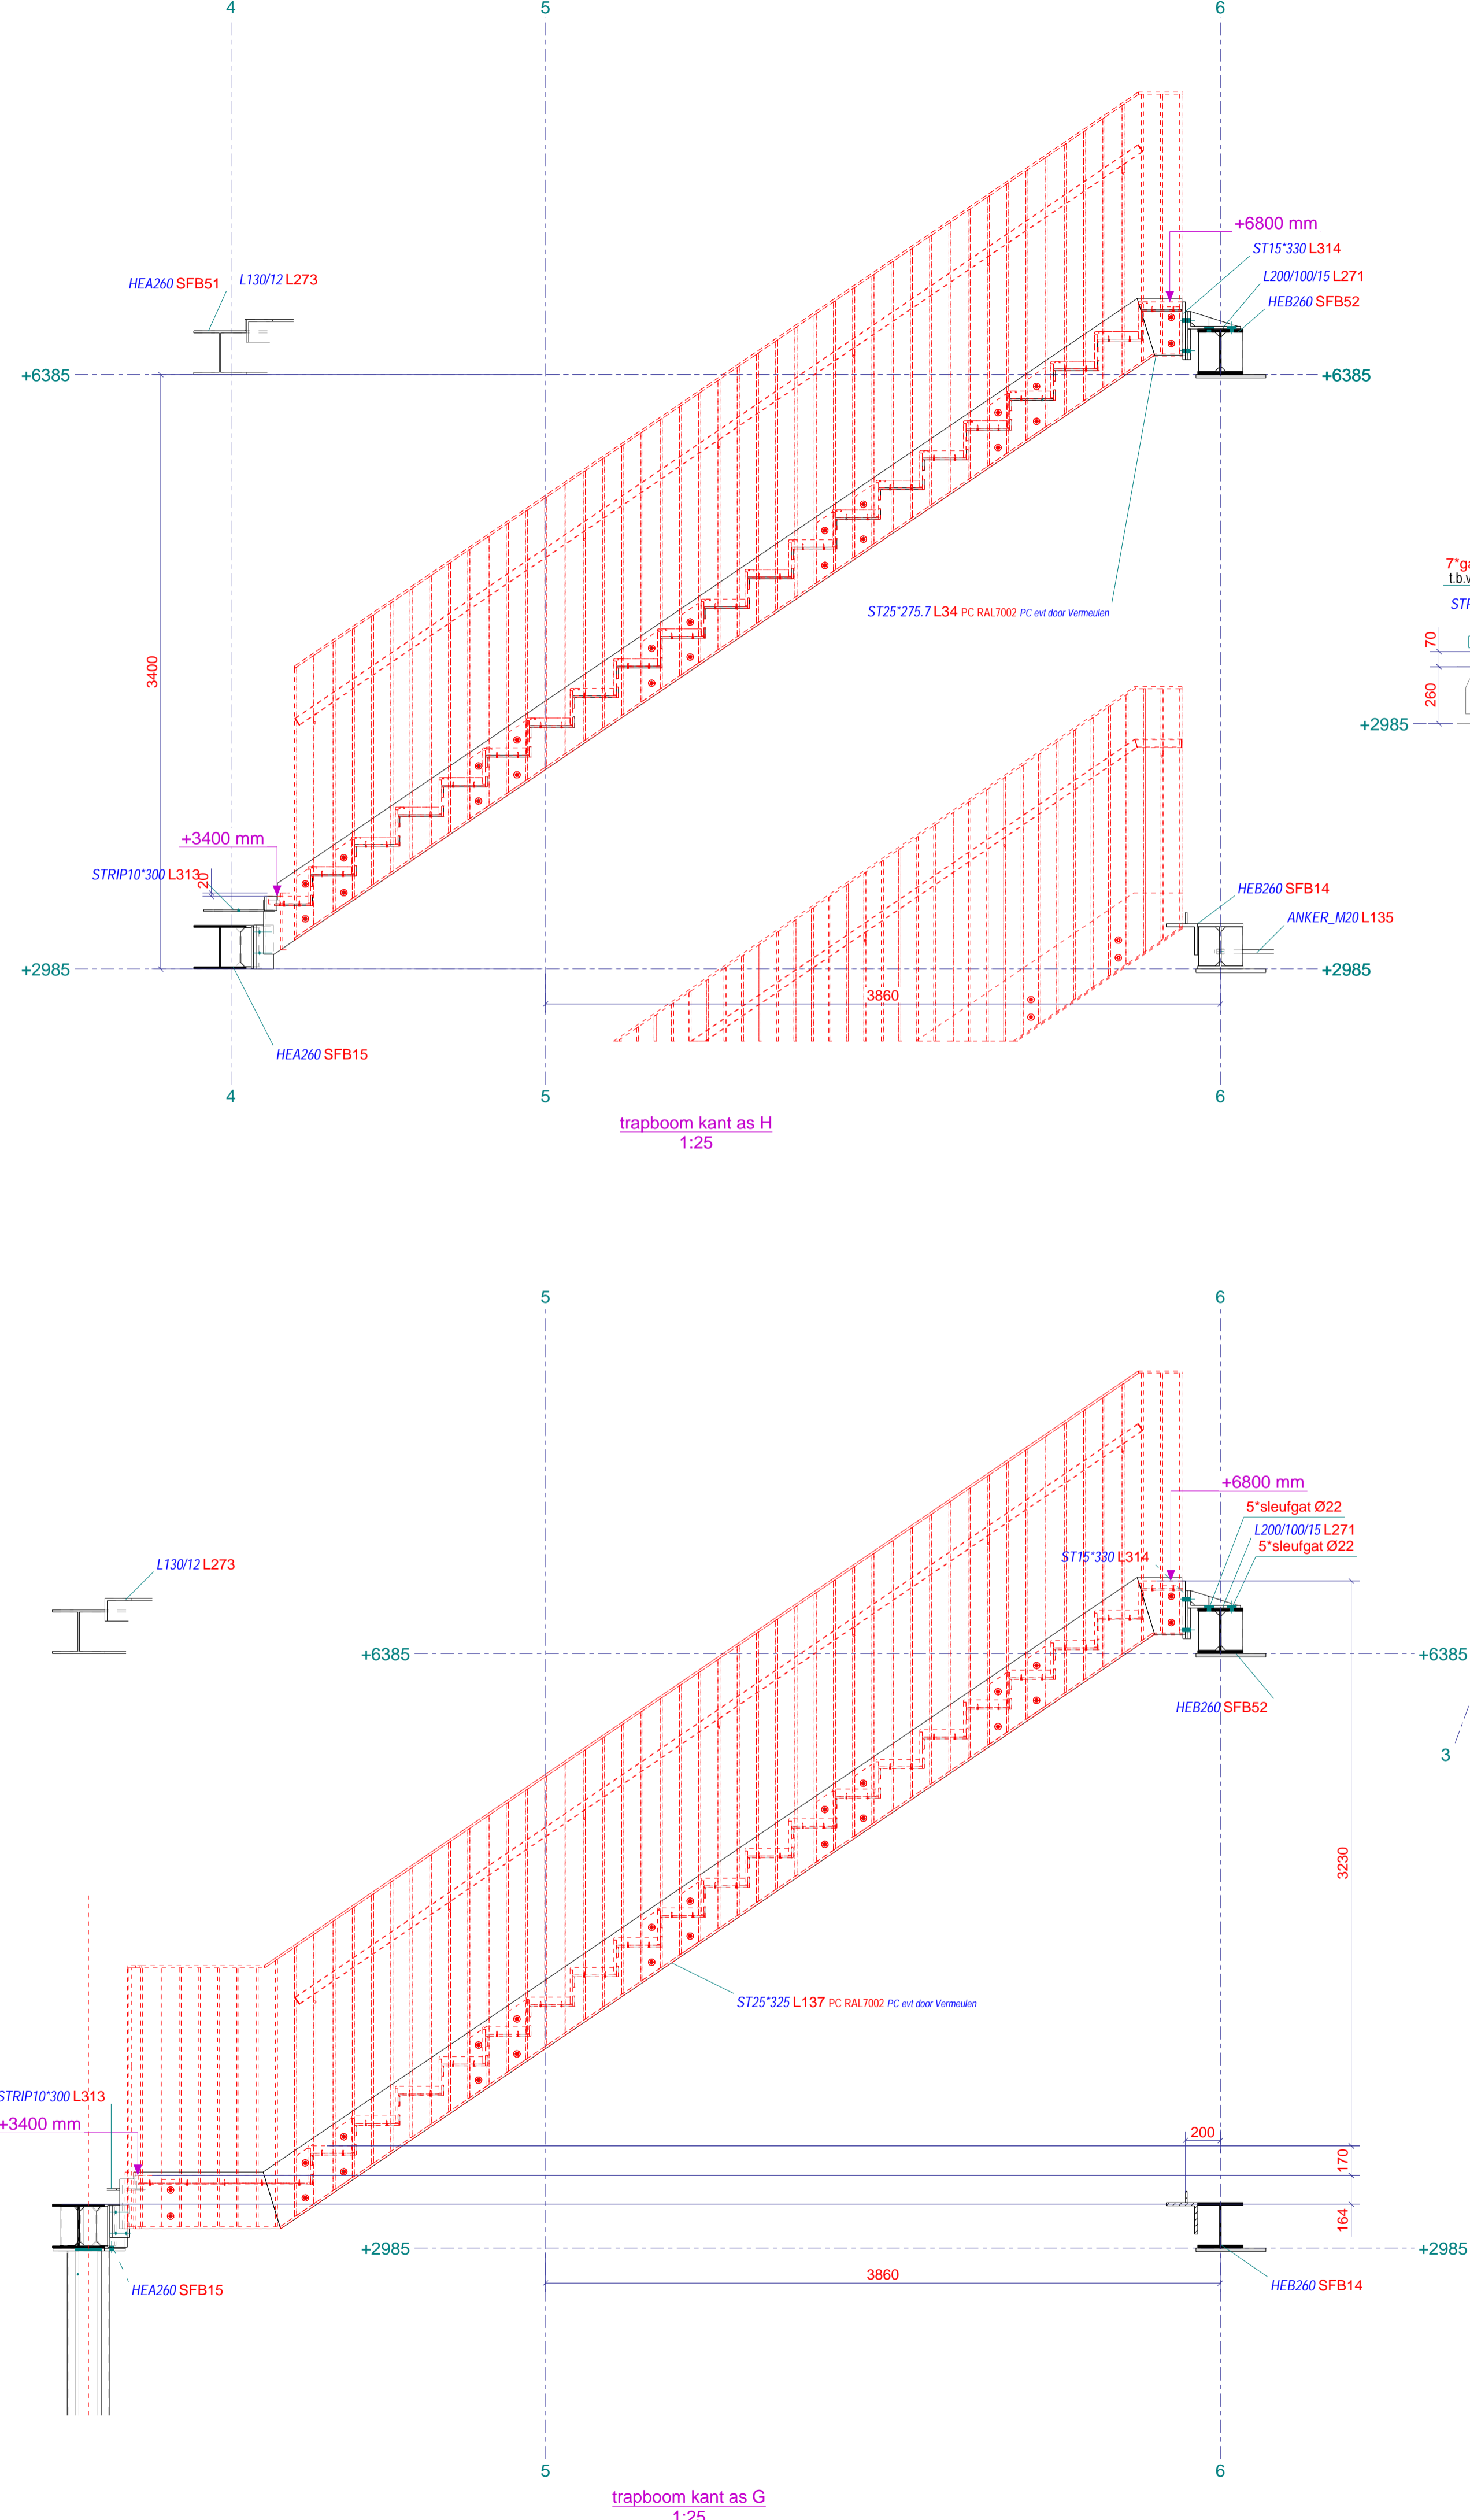 4
5
6
+6800 mm
ST15*330 L314
HEA260 SFB51
L130/12 L273
L200/100/15 L271
HEB260 SFB52
+6385
+6385
7*ga
t.b.v
ST25*275.7 L34 PC RAL7002 PC evt door Vermeulen
70
3400
260
+2985
+3400 mm
STRIP10*300 L313
20
HEB260 SFB14
ANKER_M20 L135
+2985
+2985
3860
HEA260 SFB15
4
5
6
trapboom kant as H
1:25
5
6
+6800 mm
5*sleufgat Ø22
L200/100/15 L271
5*sleufgat Ø22
ST15*330 L314
L130/12 L273
+6385
+6385
HEB260 SFB52
3
3230
ST25*325 L137 PC RAL7002 PC evt door Vermeulen
STRIP10*300 L313
+3400 mm
200
170
164
+2985
+2985
3860
HEA260 SFB15
HEB260 SFB14
5
6
trapboom kant as G
1:25